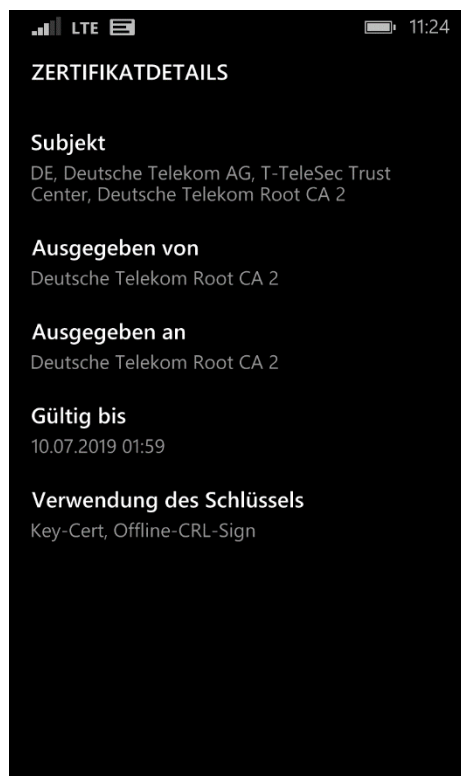 LTE 11:24
ZERTIFIKATDETAILS
Subjekt
DE, Deutsche Telekom AG, T-TeleSec Trust
Center, Deutsche Telekom Root CA 2
Ausgegeben von
Deutsche Telekom Root CA 2
Ausgegeben an
Deutsche Telekom Root CA 2
Gültig bis
10.07.2019 01:59
Verwendung des Schlüssels
Key-Cert, Offline-CRL-Sign